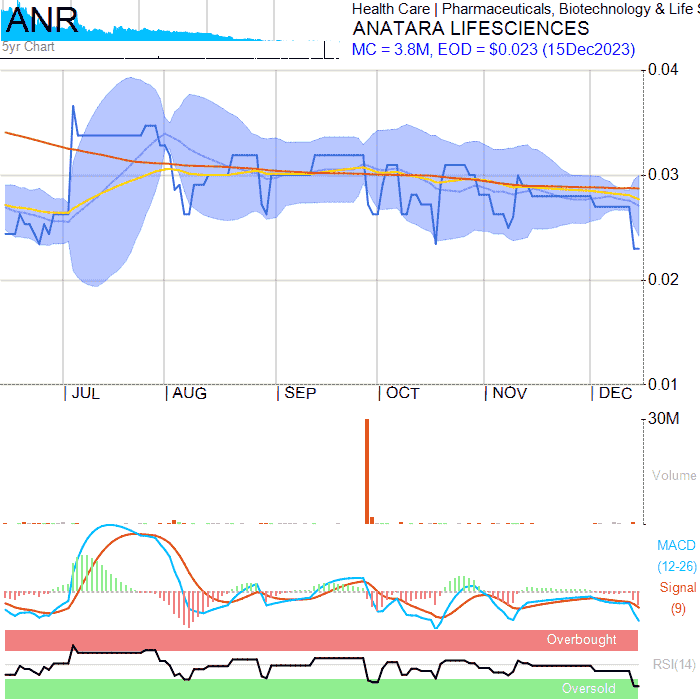 ANR
Health Care | Pharmaceuticals, Biotechnology & Life
ANATARA LIFESCIENCES
5yr Chart
MC = 3.8M, EOD = $0.023 (15Dec2023)
0.04
0.03
0.02
0.01
| JUL | AUG | SEP | OCT | NOV | DEC
30M
Volume
MACD
(12-26)
Signal
(9)
Overbought
RSI(14)
Oversold